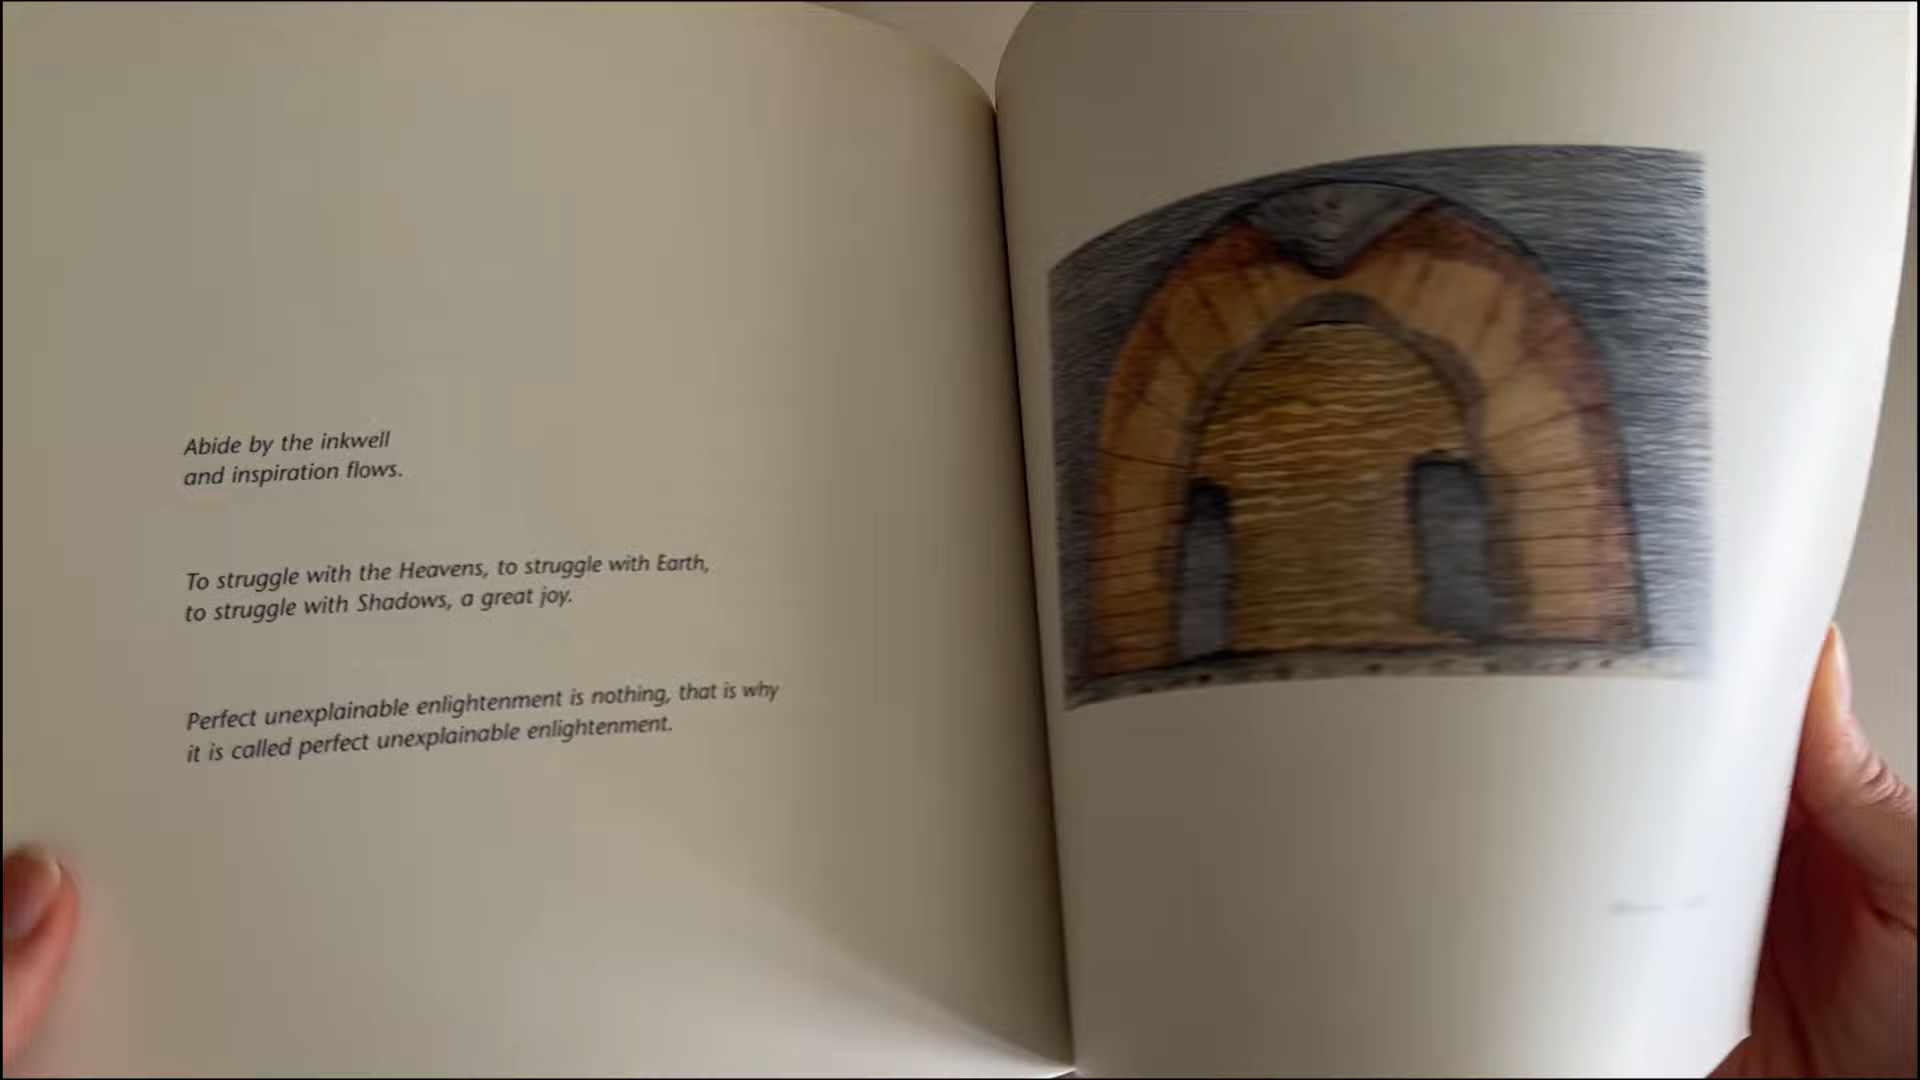 Abide by the inkwell
and inspiration flows.
To struggle with the Heavens, to struggle with Earth,
to struggle with Shadows, a great joy.
Perfect unexplainable enlightenment is nothing, that is why
it is called perfect unexplainable enlightenment.